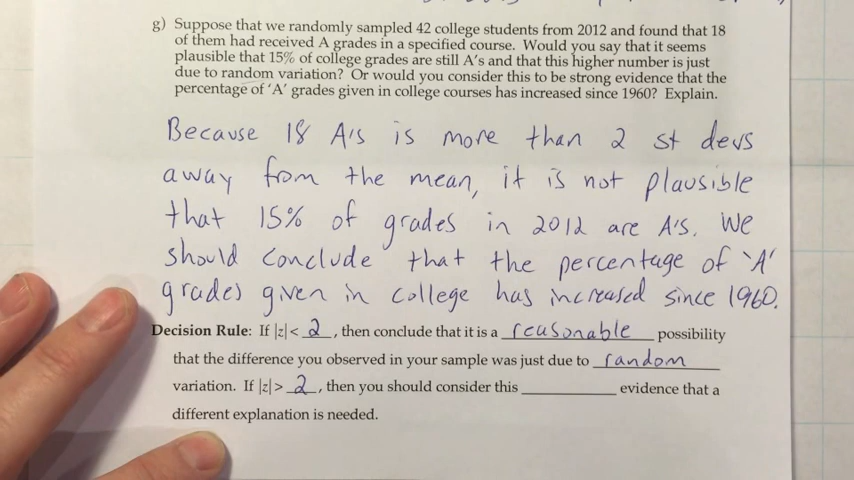 g) Suppose that we randomly sampled 42 college students from 2012 and found that 18
of them had received A grades in a specified course. Would you say that it seems
plausible that 15% of college grades are still A's and that this higher number is just
due to random variation? Or would you consider this to be strong evidence that the
percentage of 'A' grades given in college courses has increased since 1960? Explain.
Because 18 A's is more than 2 st devs
away from the mean, it is not plausible
that 15% of grades in 2012 are A's. We
should conclude that the percentage of 'A'
grades given in college has increased since 1960.
Decision Rule: If |z|< 2, then conclude that it is a reasonable possibility
that the difference you observed in your sample was just due to random
variation. If |z|> 2, then you should consider this ________ evidence that a
different explanation is needed.